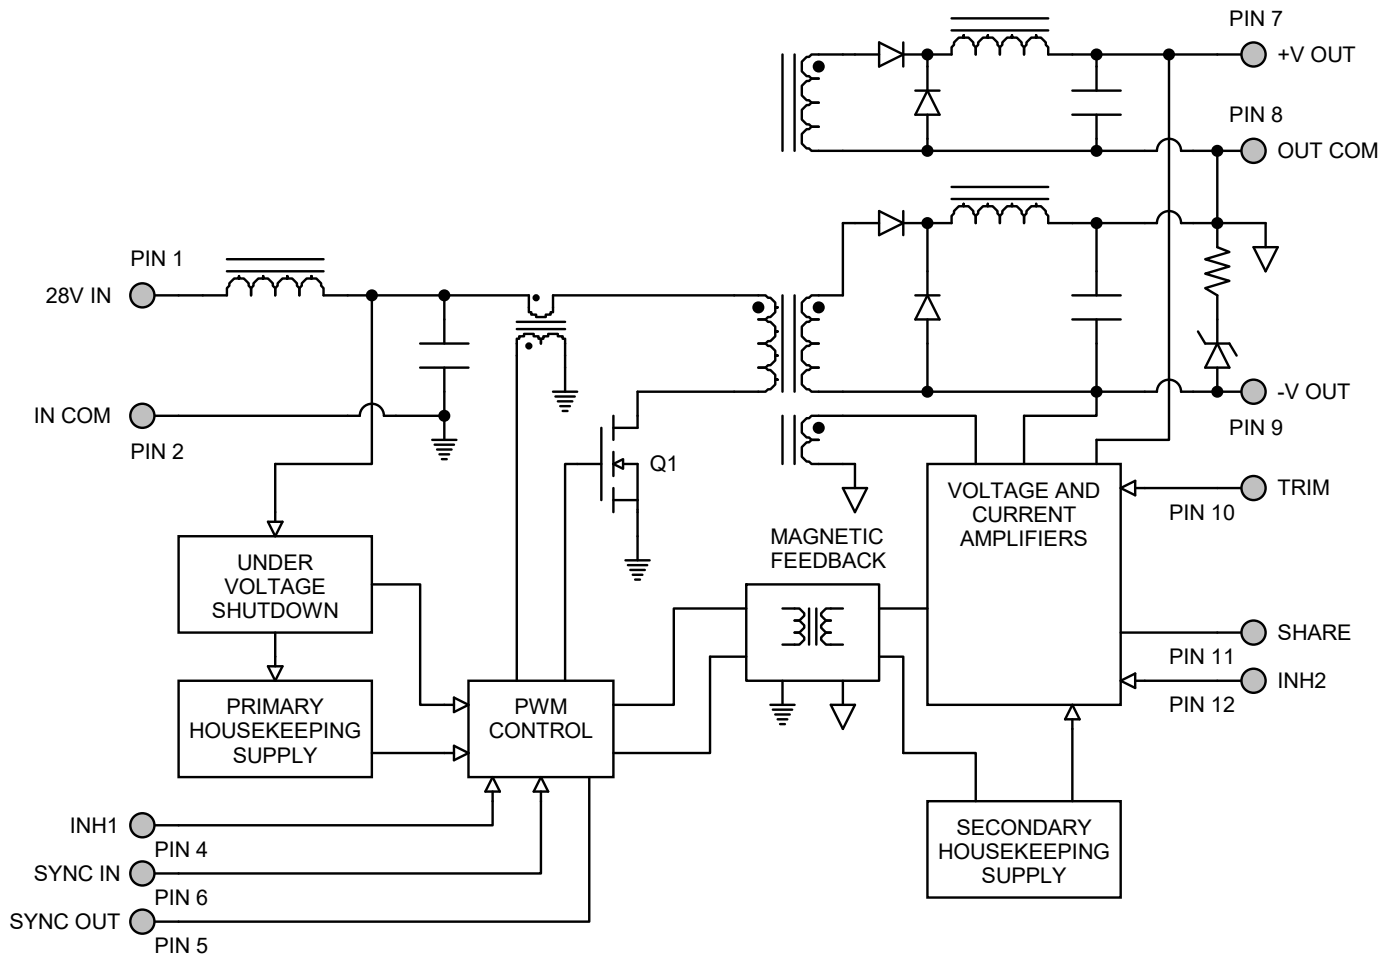 PIN 7
+V OUT
PIN 8
OUT COM
PIN 1
28V IN
IN COM
PIN 2
-V OUT
PIN 9
Q1
VOLTAGE AND
CURRENT
AMPLIFIERS
TRIM
PIN 10
MAGNETIC
FEEDBACK
UNDER
VOLTAGE
SHUTDOWN
SHARE
PIN 11
INH2
PIN 12
PRIMARY
HOUSEKEEPING
SUPPLY
PWM
CONTROL
INH1
PIN 4
SYNC IN
PIN 6
SYNC OUT
PIN 5
SECONDARY
HOUSEKEEPING
SUPPLY